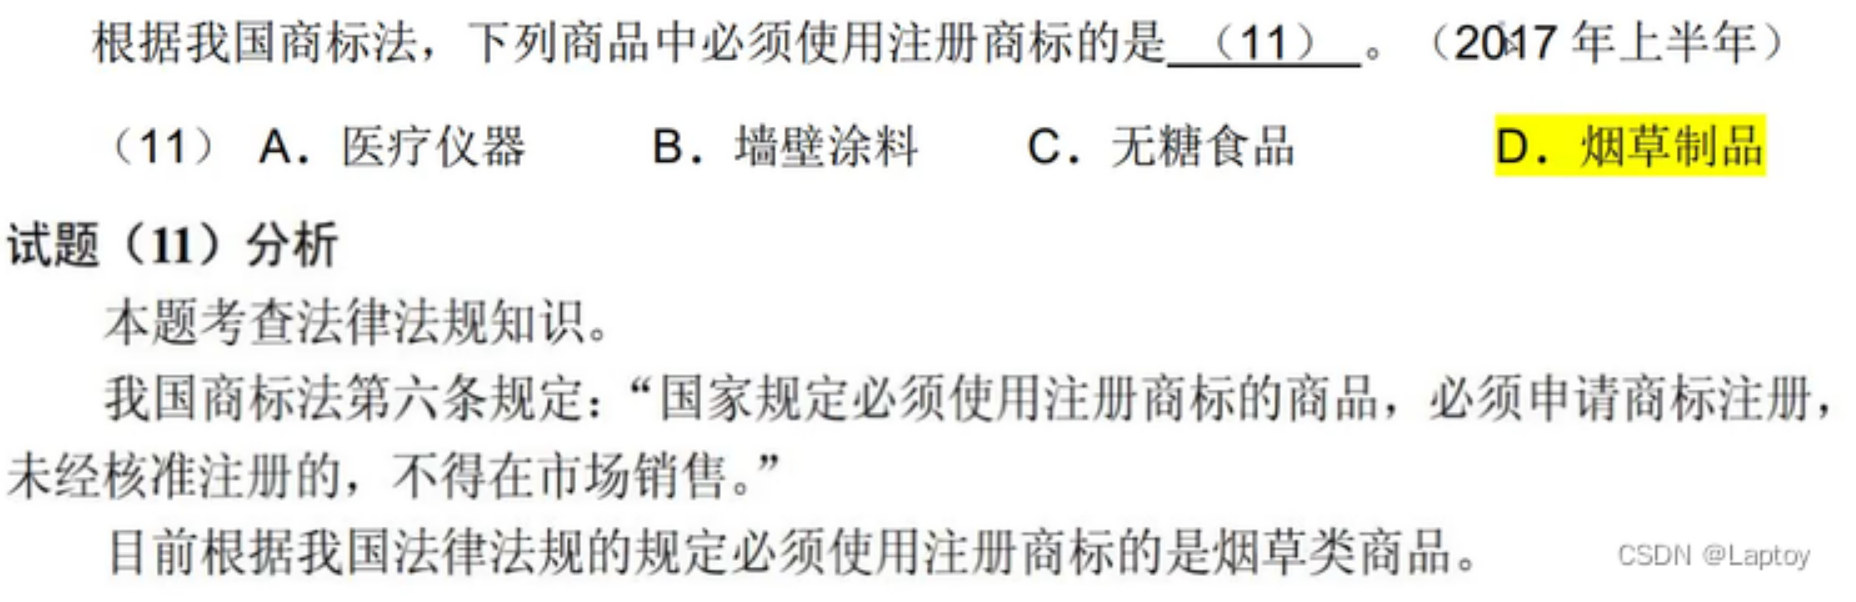 根据我国商标法，下列商品中必须使用注册商标的是 （11） 。（2017 年上半年）
（11） A．医疗仪器 B．墙壁涂料 C．无糖食品 D．烟草制品
试题（11）分析
本题考查法律法规知识。
我国商标法第六条规定：“国家规定必须使用注册商标的商品，必须申请商标注册，
未经核准注册的，不得在市场销售。”
目前根据我国法律法规的规定必须使用注册商标的是烟草类商品。
CSDN @Laptoy